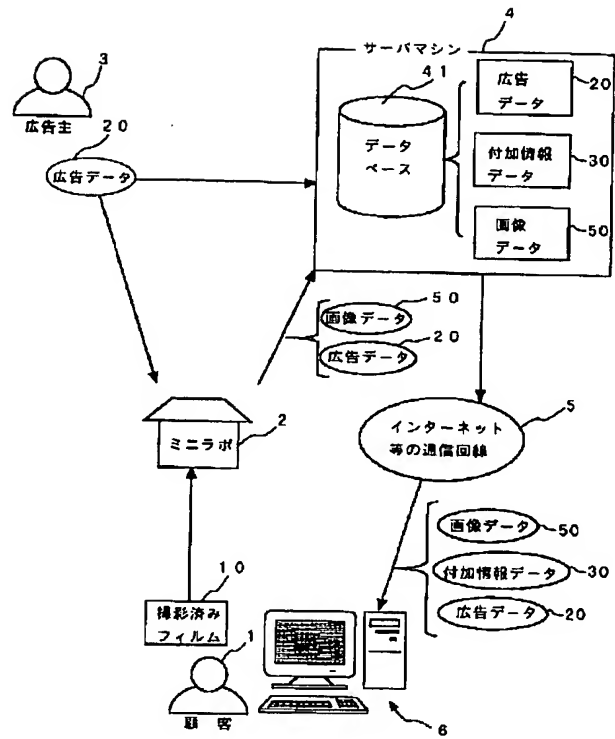 4
サーバマシン
3
広告主
41
データ
ベース
広告
データ
20
付加情報
データ
30
画像
データ
50
20
広告データ
50
画像データ
20
広告データ
ミニラボ
2
5
インターネット
等の通信回線
画像データ
50
付加情報データ
30
広告データ
20
10
撮影済み
フィルム
1
顧客
6